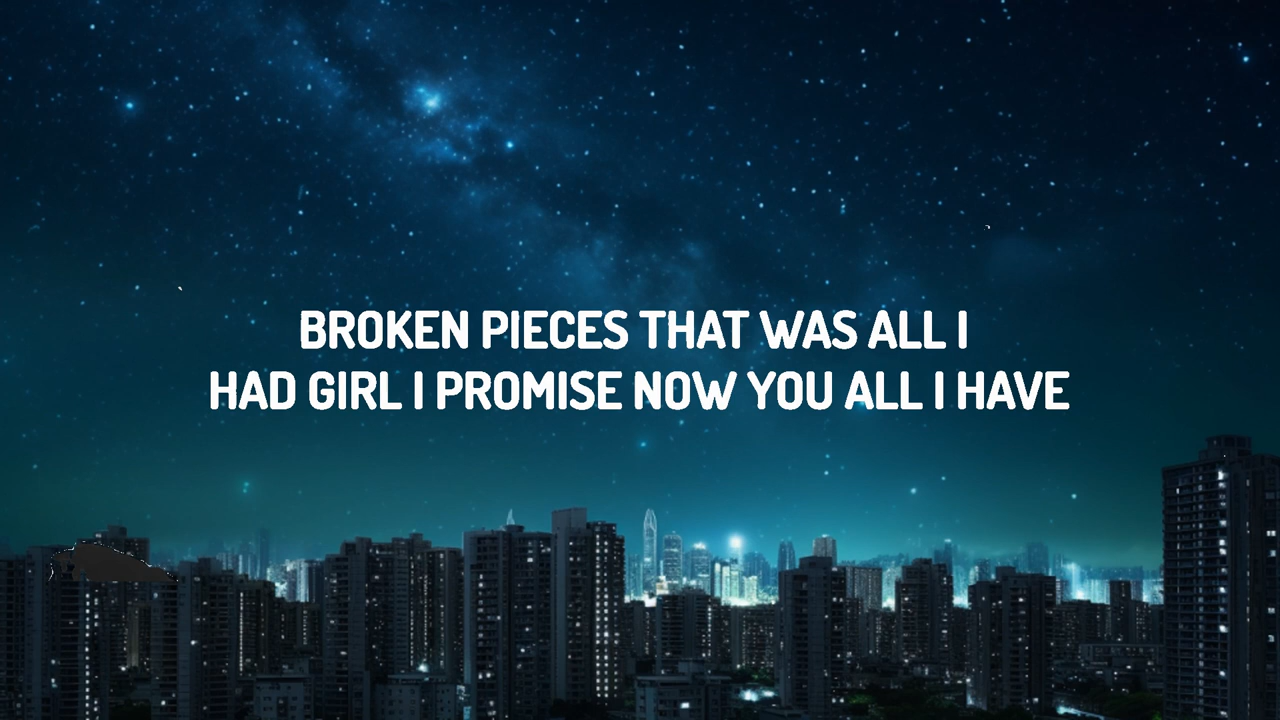 BROKEN PIECES THAT WAS ALL I
HAD GIRL I PROMISE NOW YOU ALL I HAVE